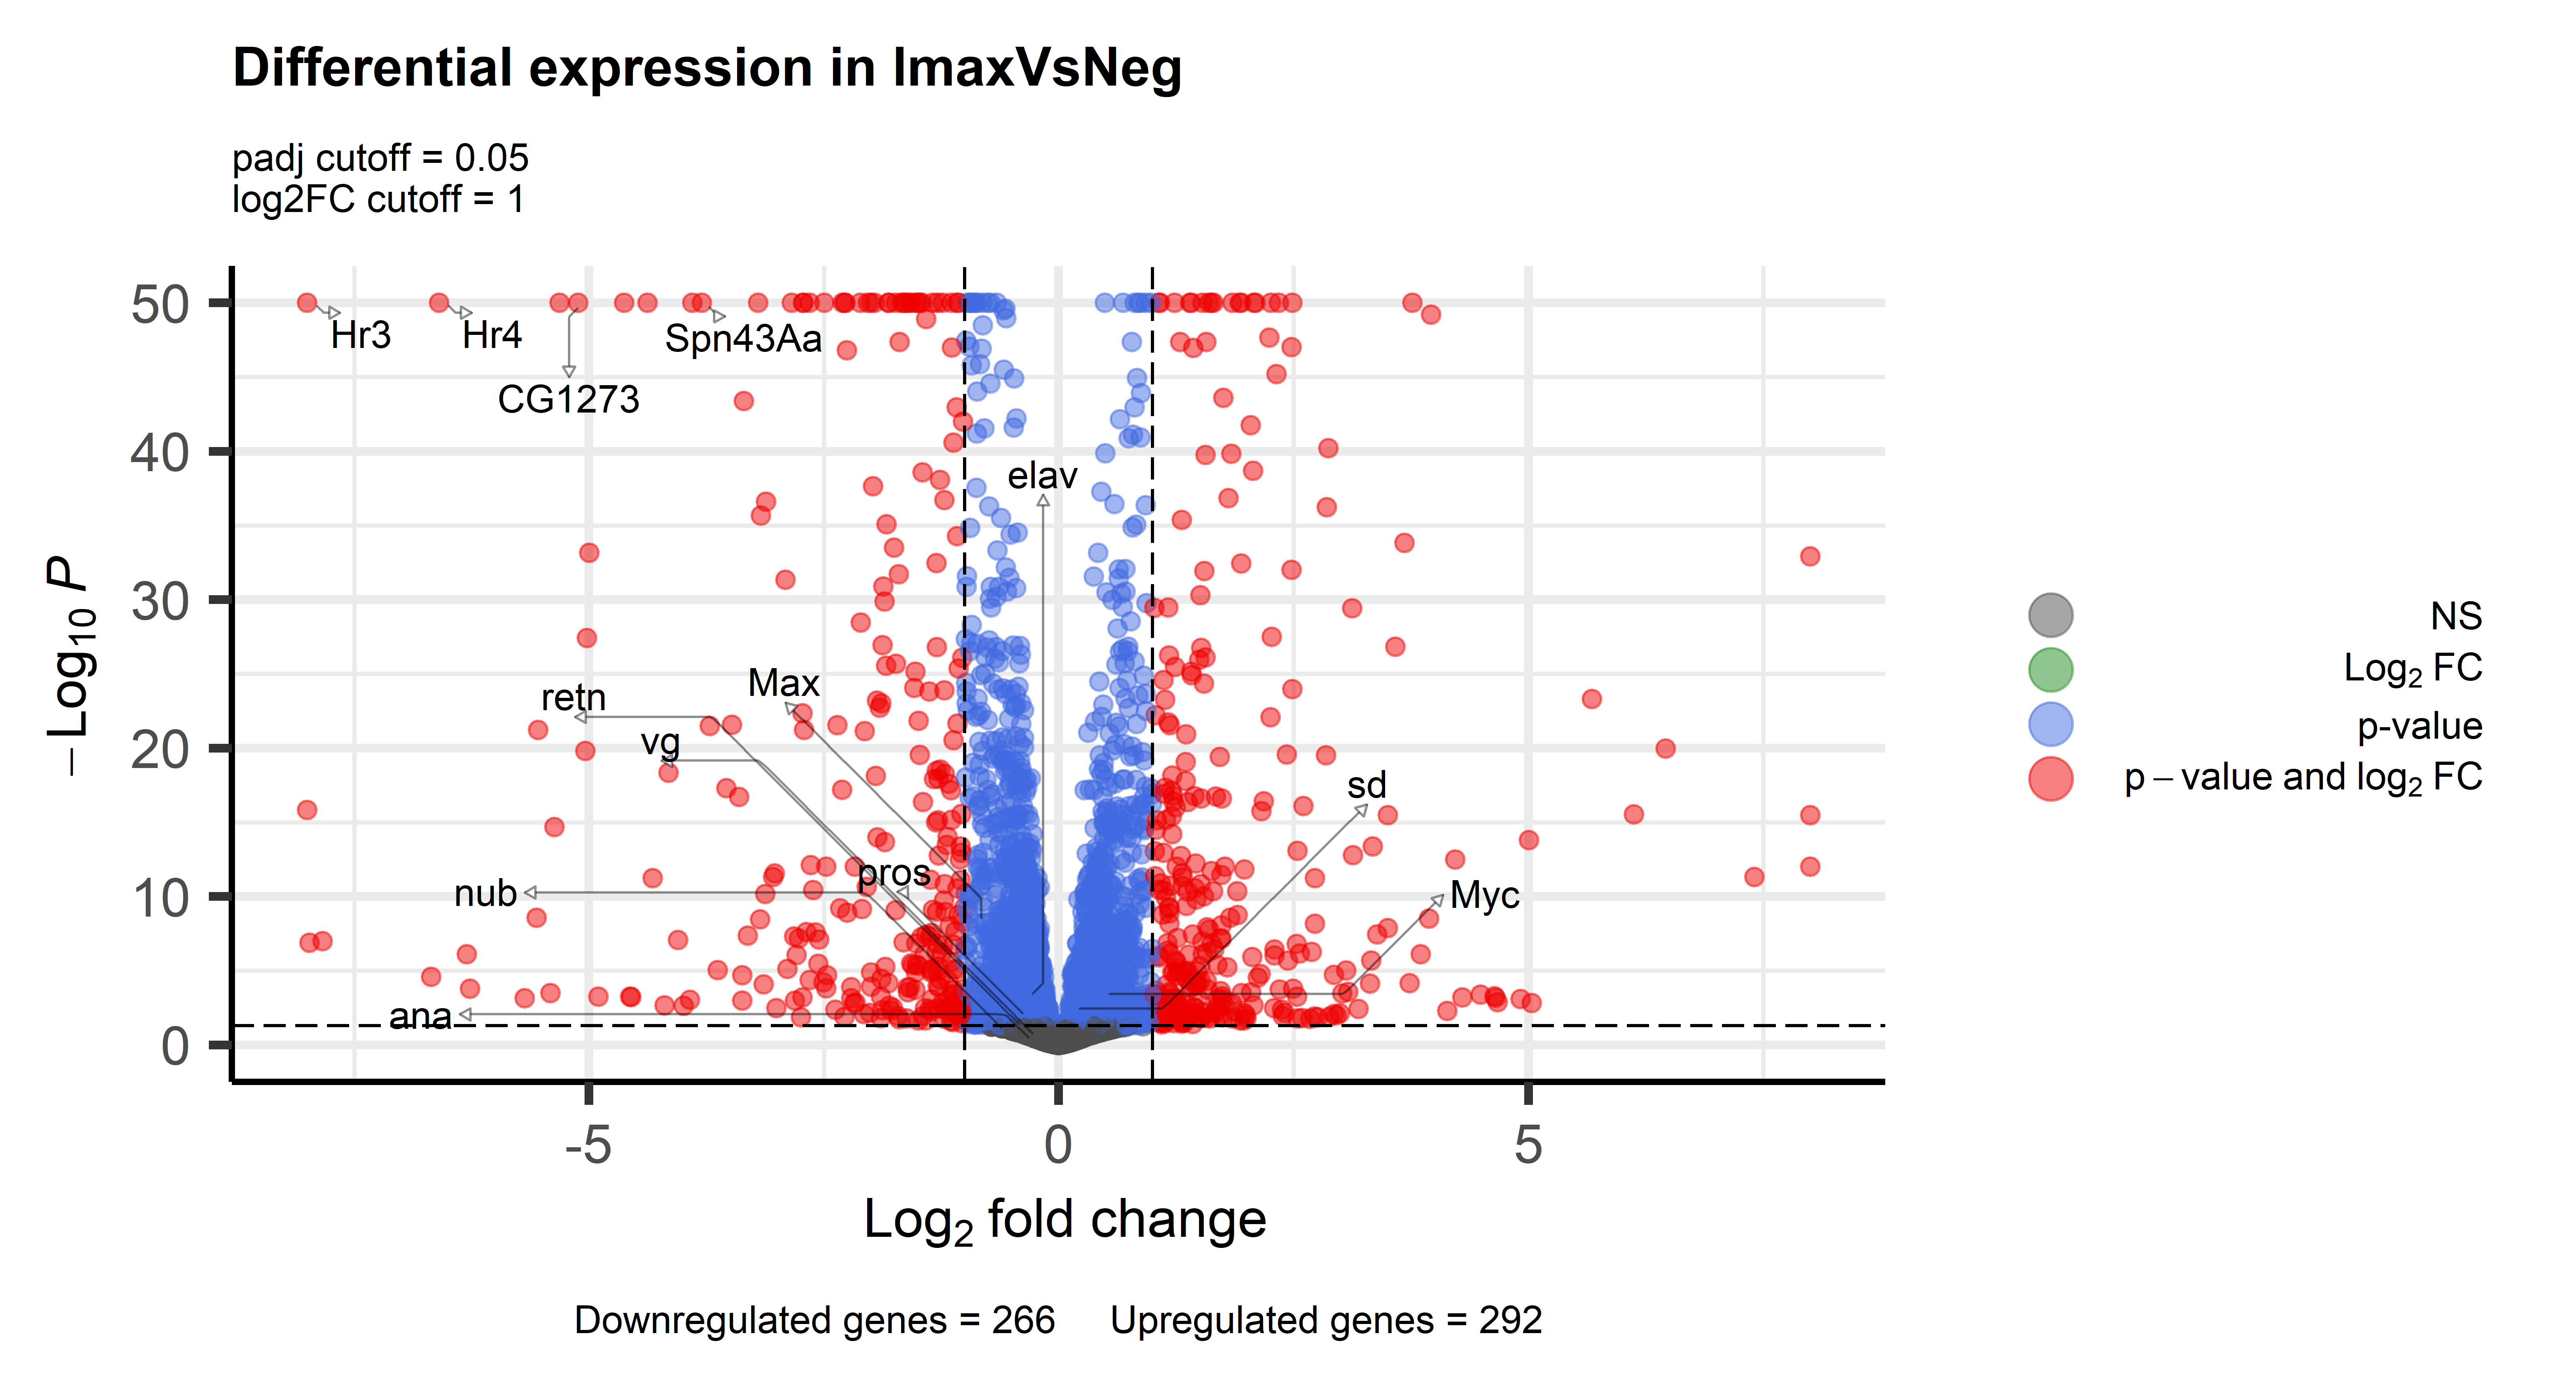 Differential expression in ImaxVsNeg
padj cutoff = 0.05
log2FC cutoff = 1
−Log₁₀ P
50
40
30
20
10
0
Hr3
Hr4
CG1273
Spn43Aa
elav
retn
Max
vg
sd
pros
nub
Myc
ana
NS
Log₂ FC
p-value
p − value and log₂ FC
-5
0
5
Log₂ fold change
Downregulated genes = 266 Upregulated genes = 292